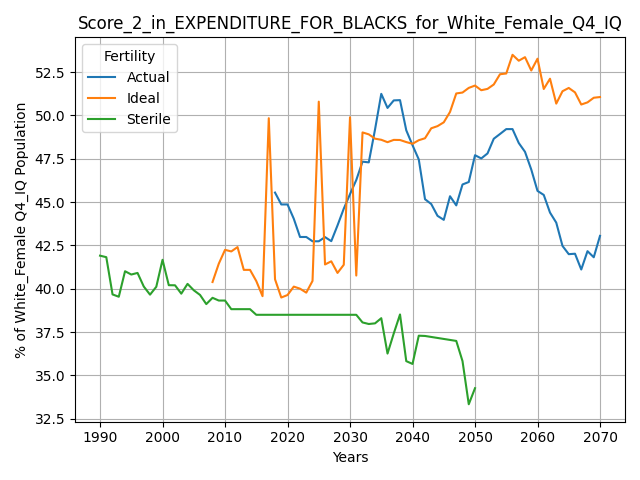 Score_2_in_EXPENDITURE_FOR_BLACKS_for_White_Female_Q4_IQ
% of White_Female Q4_IQ Population
52.5
50.0
47.5
45.0
42.5
40.0
37.5
35.0
32.5
Fertility
Actual
Ideal
Sterile
1990 2000 2010 2020 2030 2040 2050 2060 2070
Years